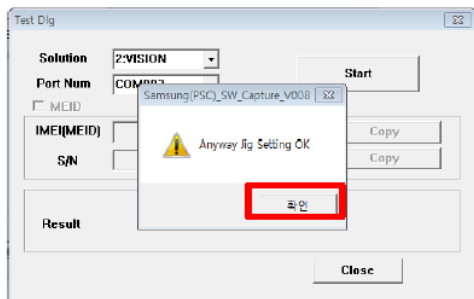 Test Dlg
Solution
2:VISION
Start
Port Num
Samsung(PSC)_SW_Capture_V008
MEID
IMEI(MEID)
Anyway Jig Setting OK
Copy
S/N
Copy
확인
Result
Close